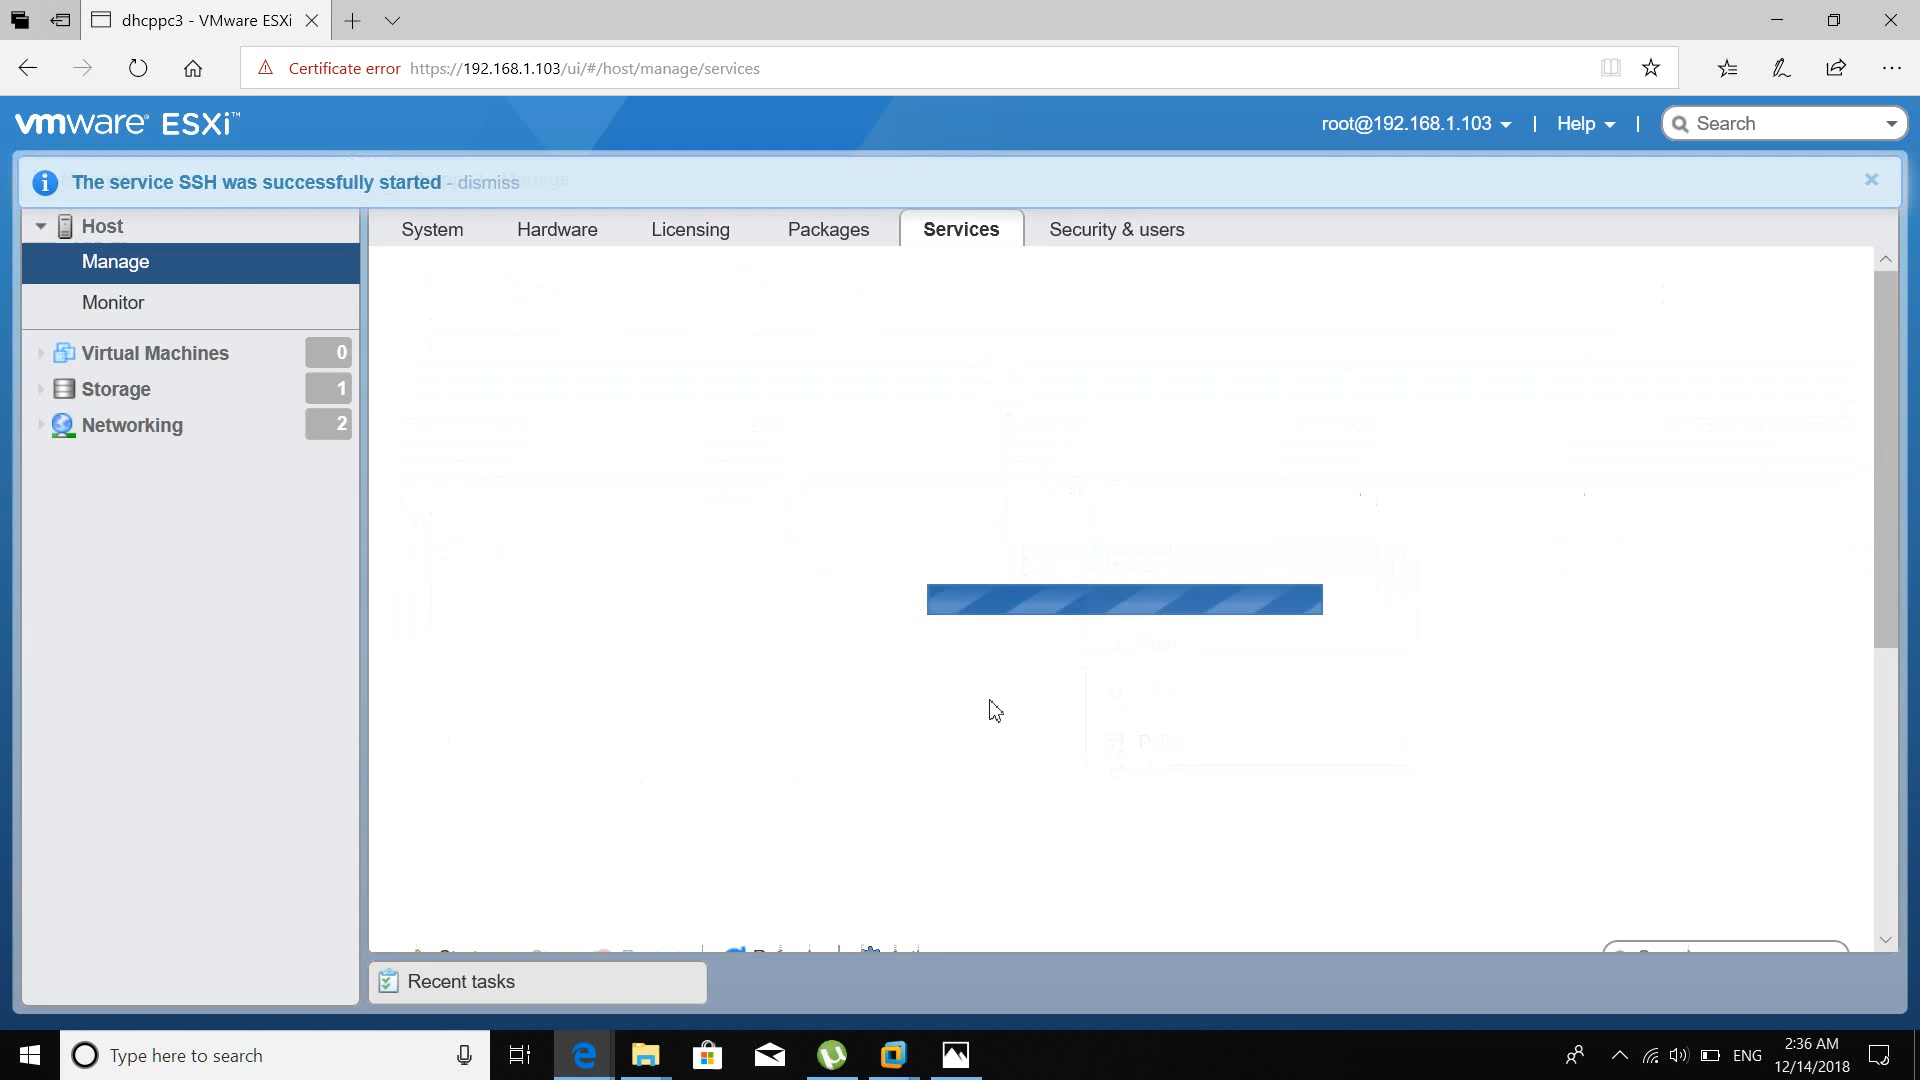 dhcppc3 - VMware ESXi
Certificate error https://192.168.1.103/ui/#/host/manage/services
vmware® ESXi™
root@192.168.1.103 | Help | Search
The service SSH was successfully started - dismiss
Host
Manage
Monitor
Virtual Machines 0
Storage 1
Networking 2
System Hardware Licensing Packages Services Security & users
Recent tasks
Type here to search
ENG
2:36 AM
12/14/2018